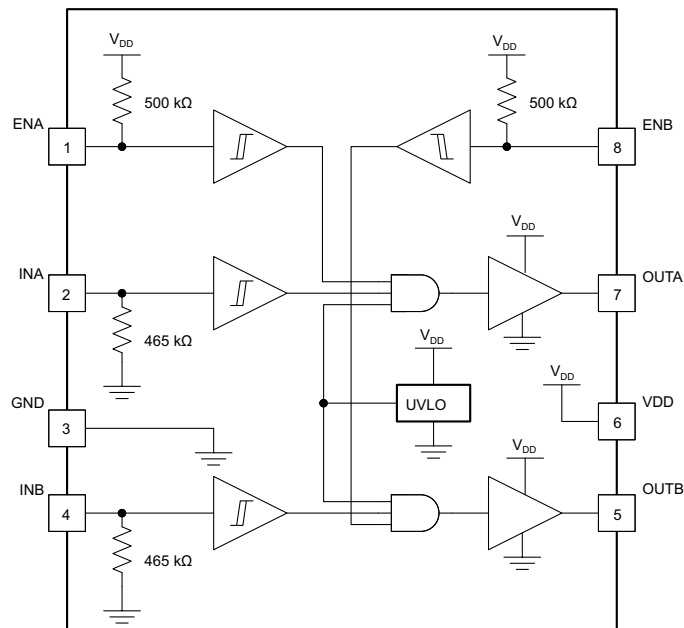 V_DD
V_DD
500 kΩ
500 kΩ
ENA
ENB
1
8
V_DD
INA
OUTA
2
7
465 kΩ
V_DD
V_DD
GND
VDD
3
UVLO
6
V_DD
INB
OUTB
4
5
465 kΩ